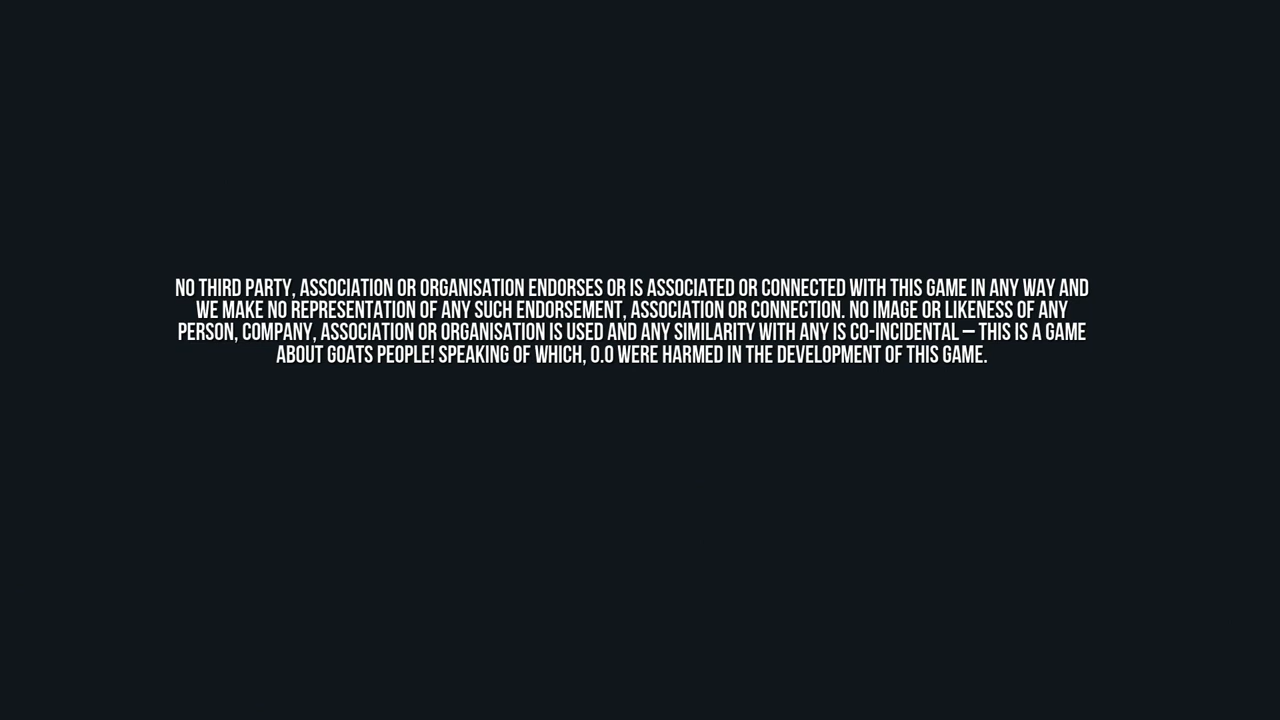 NO THIRD PARTY, ASSOCIATION OR ORGANISATION ENDORSES OR IS ASSOCIATED OR CONNECTED WITH THIS GAME IN ANY WAY AND
WE MAKE NO REPRESENTATION OF ANY SUCH ENDORSEMENT, ASSOCIATION OR CONNECTION. NO IMAGE OR LIKENESS OF ANY
PERSON, COMPANY, ASSOCIATION OR ORGANISATION IS USED AND ANY SIMILARITY WITH ANY IS CO-INCIDENTAL – THIS IS A GAME
ABOUT GOATS PEOPLE! SPEAKING OF WHICH, 0.0 WERE HARMED IN THE DEVELOPMENT OF THIS GAME.